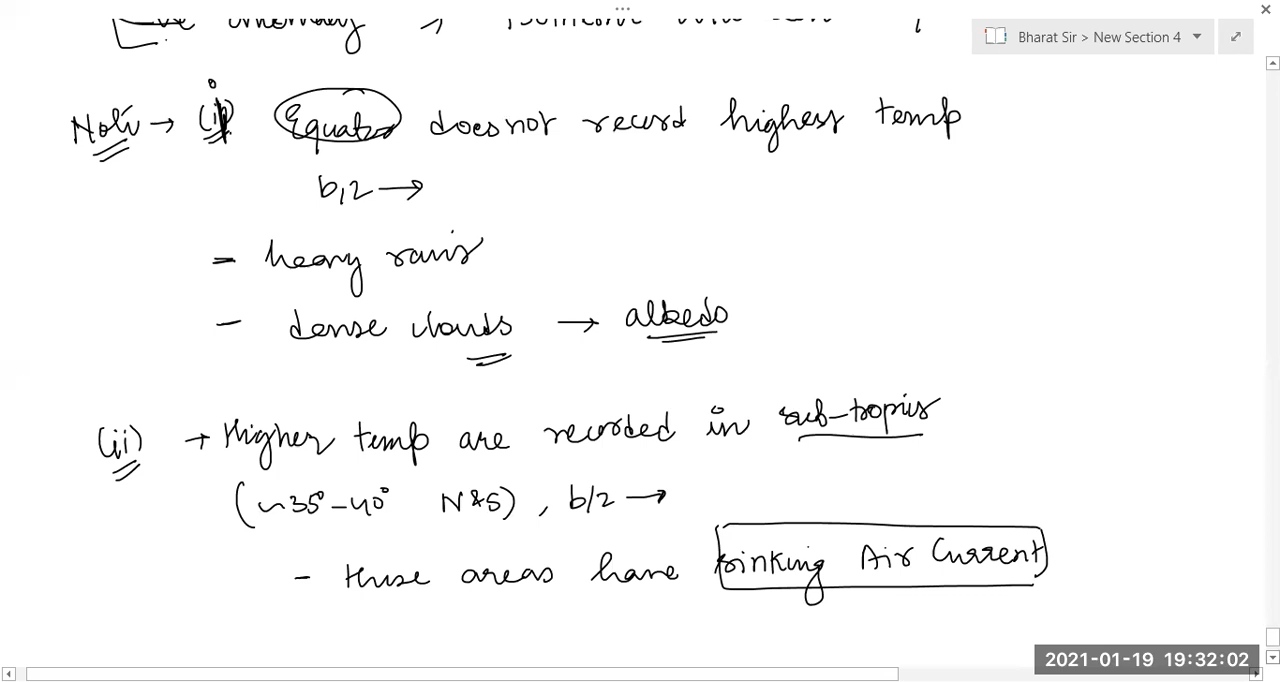 Bharat Sir > New Section 4
Note → (i) Equator does not record highest temp
b/z →
- heavy rains
- dense clouds → albedo
(ii) → Higher temp are recorded in sub-tropics
(~35° - 40° N & S), b/z →
- these areas have sinking Air Current
2021-01-19 19:32:02